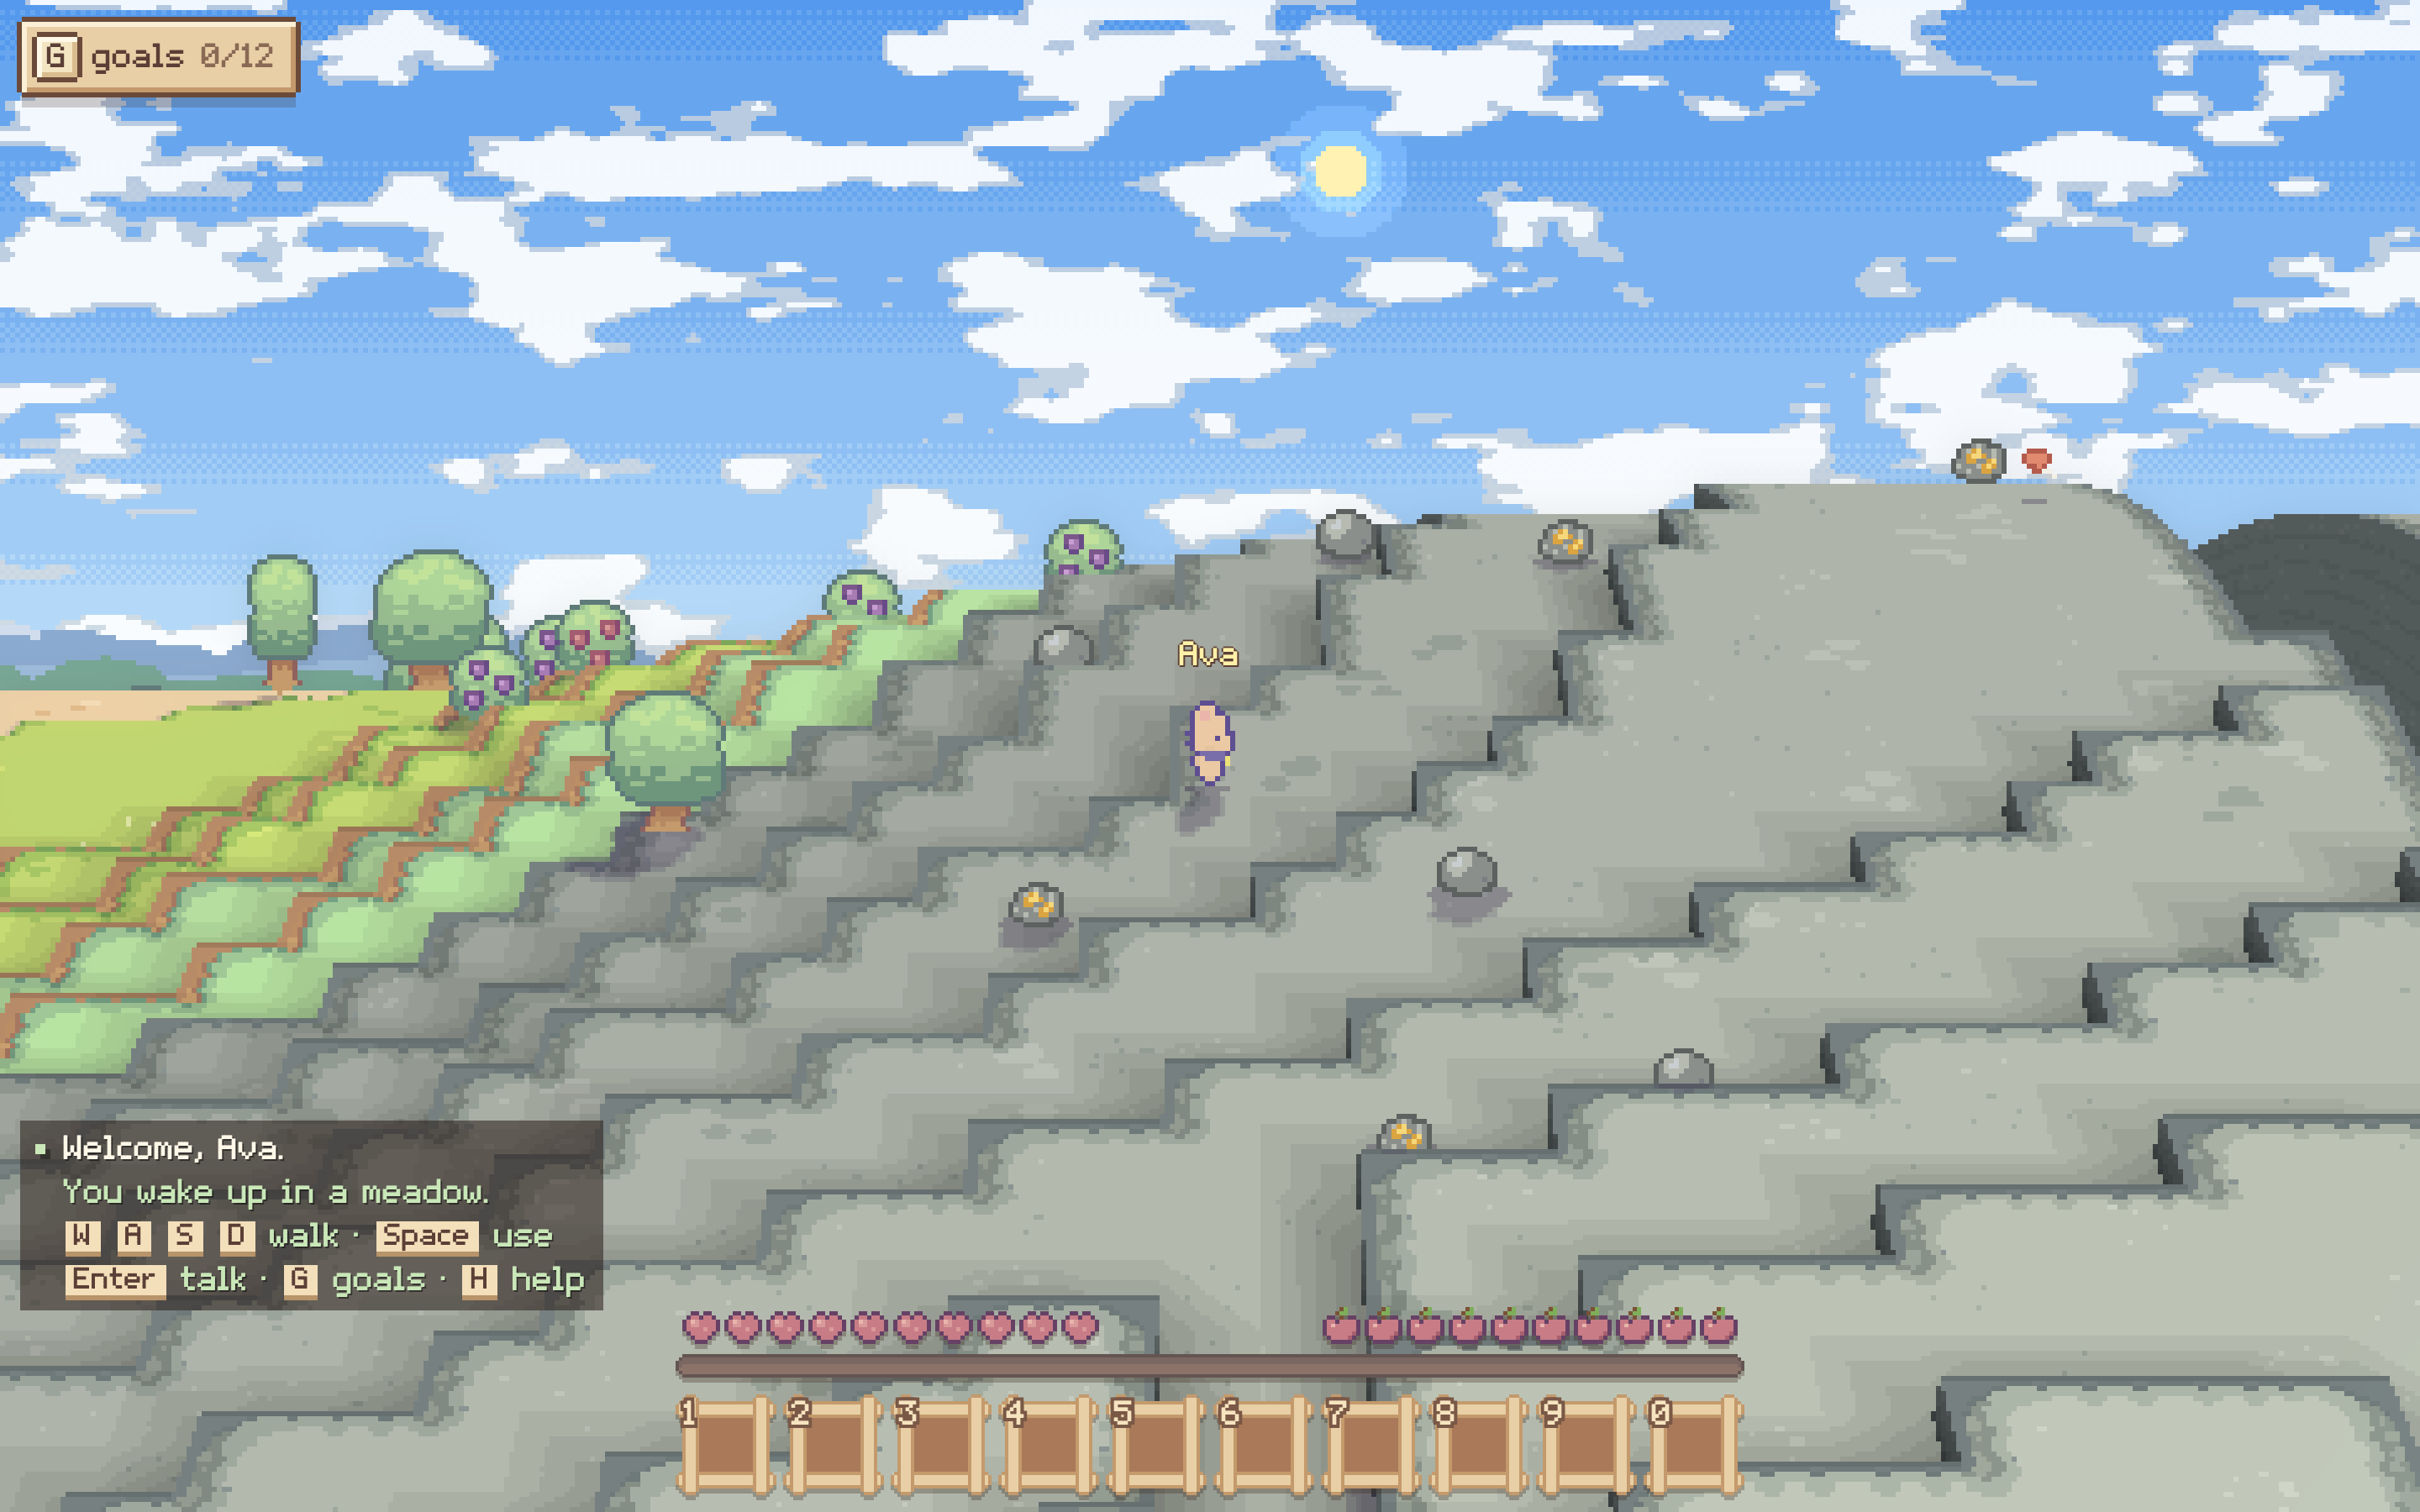 G goals 0/12
Ava
Welcome, Ava.
You wake up in a meadow.
W A S D walk · Space use
Enter talk · G goals · H help
1 2 3 4 5 6 7 8 9 0